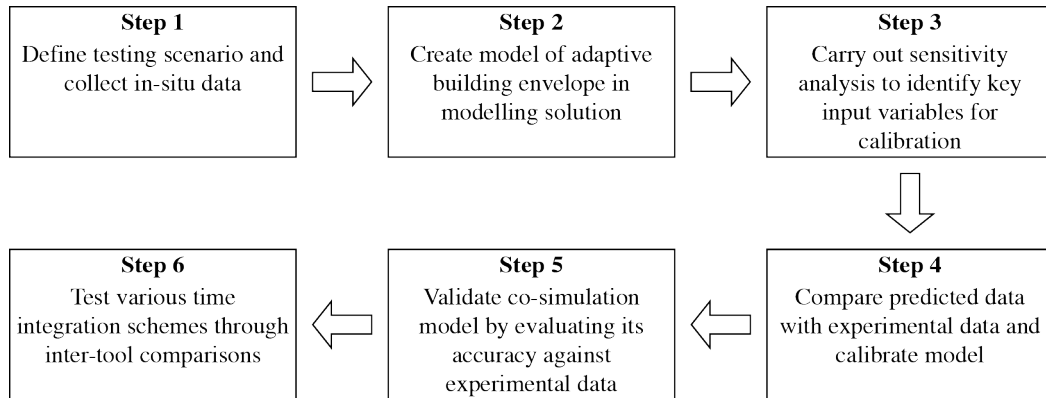 Step 1
Define testing scenario and
collect in-situ data
Step 2
Create model of adaptive
building envelope in
modelling solution
Step 3
Carry out sensitivity
analysis to identify key
input variables for
calibration
Step 4
Compare predicted data
with experimental data and
calibrate model
Step 5
Validate co-simulation
model by evaluating its
accuracy against
experimental data
Step 6
Test various time
integration schemes through
inter-tool comparisons